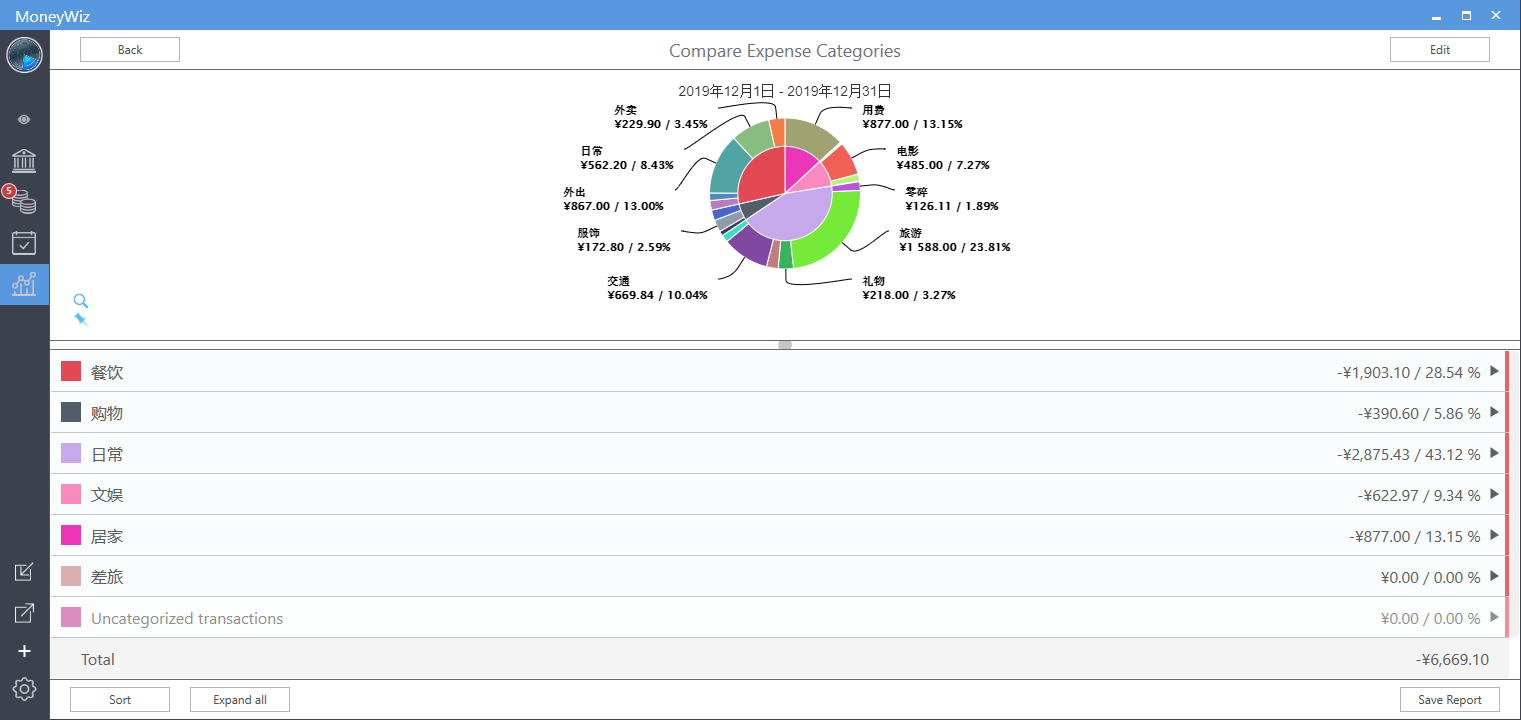 MoneyWiz
Back
Compare Expense Categories
Edit
2019年12月1日 - 2019年12月31日
外卖
¥229.90 / 3.45%
用费
¥877.00 / 13.15%
日常
¥562.20 / 8.43%
电影
¥485.00 / 7.27%
外出
¥867.00 / 13.00%
零碎
¥126.11 / 1.89%
服饰
¥172.80 / 2.59%
旅游
¥1 588.00 / 23.81%
交通
¥669.84 / 10.04%
礼物
¥218.00 / 3.27%
5
餐饮 -¥1,903.10 / 28.54 %
购物 -¥390.60 / 5.86 %
日常 -¥2,875.43 / 43.12 %
文娱 -¥622.97 / 9.34 %
居家 -¥877.00 / 13.15 %
差旅 ¥0.00 / 0.00 %
Uncategorized transactions ¥0.00 / 0.00 %
Total -¥6,669.10
Sort
Expand all
Save Report